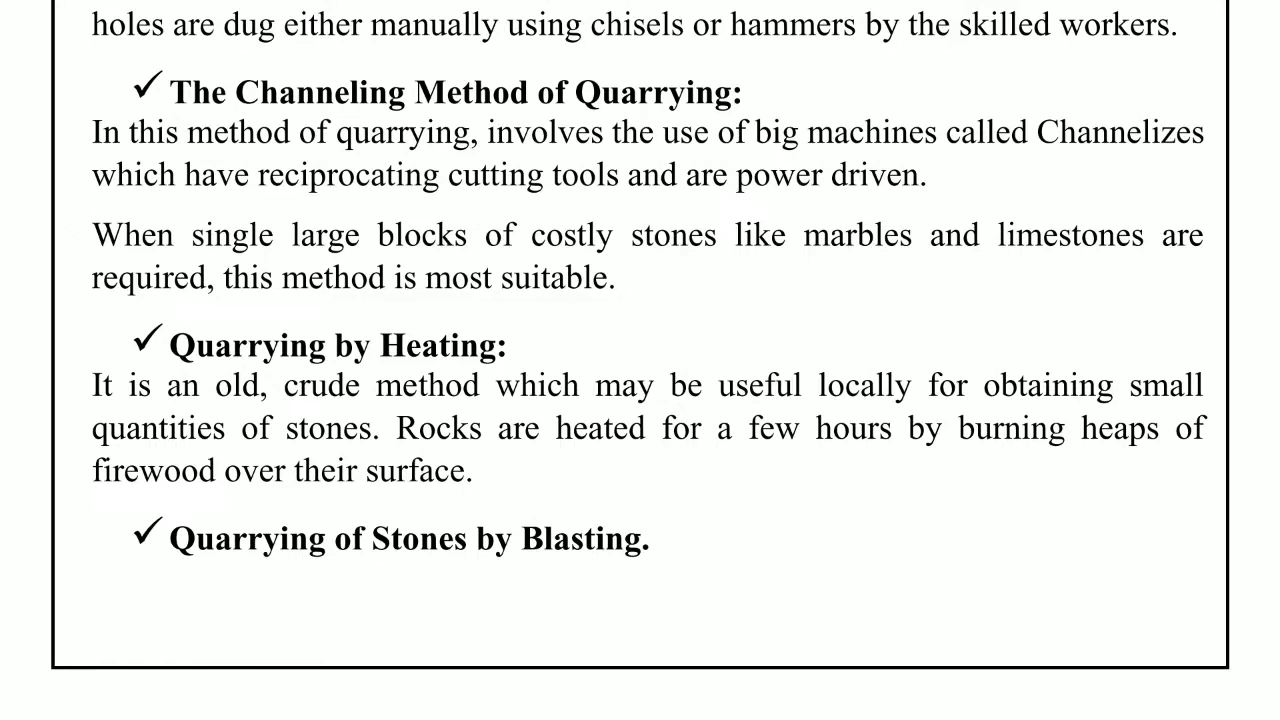 holes are dug either manually using chisels or hammers by the skilled workers.
✓ The Channeling Method of Quarrying:
In this method of quarrying, involves the use of big machines called Channelizes
which have reciprocating cutting tools and are power driven.
When single large blocks of costly stones like marbles and limestones are
required, this method is most suitable.
✓ Quarrying by Heating:
It is an old, crude method which may be useful locally for obtaining small
quantities of stones. Rocks are heated for a few hours by burning heaps of
firewood over their surface.
✓ Quarrying of Stones by Blasting.